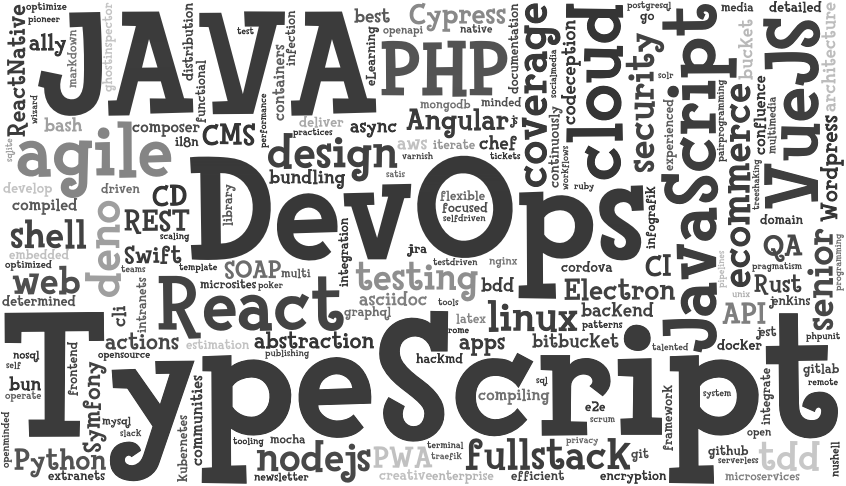 optimize
pioneer
ReactNative
ally
markdown
ghostinspector
wizard
JAVA
distribution
functional
test
containers
infection
best
eLearning
Cypress
openapi
native
PHP
documentation
coverage
socialmedia
codeception
cloud
postgresql
go
security
solr
media
bucket
detailed
VueJS
architecture
mongodb
minded
Angularjs
bash
composer
i18n
CMS
performance
deliver
practices
async
aws
iterate
chef
varnish
tickets
continuously
workflows
ruby
experienced
JavaScript
pairprogramming
ecommerce
confluence
multimedia
treeshaking
Wordpress
sqlite
agile
design
bundling
satis
develop
driven
compiled
CD
REST
scaling
library
DevOps
flexible
focused
selfdriven
infografik
domain
shell
embedded
optimized
deno
Swift
teams
template
SOAP
multi
integration
jra
testdriven
nginx
cordova
CI
pipelines
QA
pragmatism
senior
programming
web
determined
intranets
microsites
poker
testing
asciidoc
tools
bdd
Electron
unix
Rust
jenkins
API
cli
React
graphql
latex
linux
backend
patterns
phpunit
actions
opensource
estimation
abstraction
publishing
rome
hackmd
apps
bitbucket
talented
docker
jest
TypeScript
nosql
self
bun
operate
frontend
Symfony
compiling
sql
e2e
scrum
system
integrate
gitlab
remote
openminded
mysql
slack
kubernetes
communities
framework
open
Python
extranets
tooling
mocha
nodejs
newsletter
PWA
terminal
traefik
creativeenterprise
fullstack
efficient
privacy
git
encryption
github
serverless
microservices
tdd
nushell